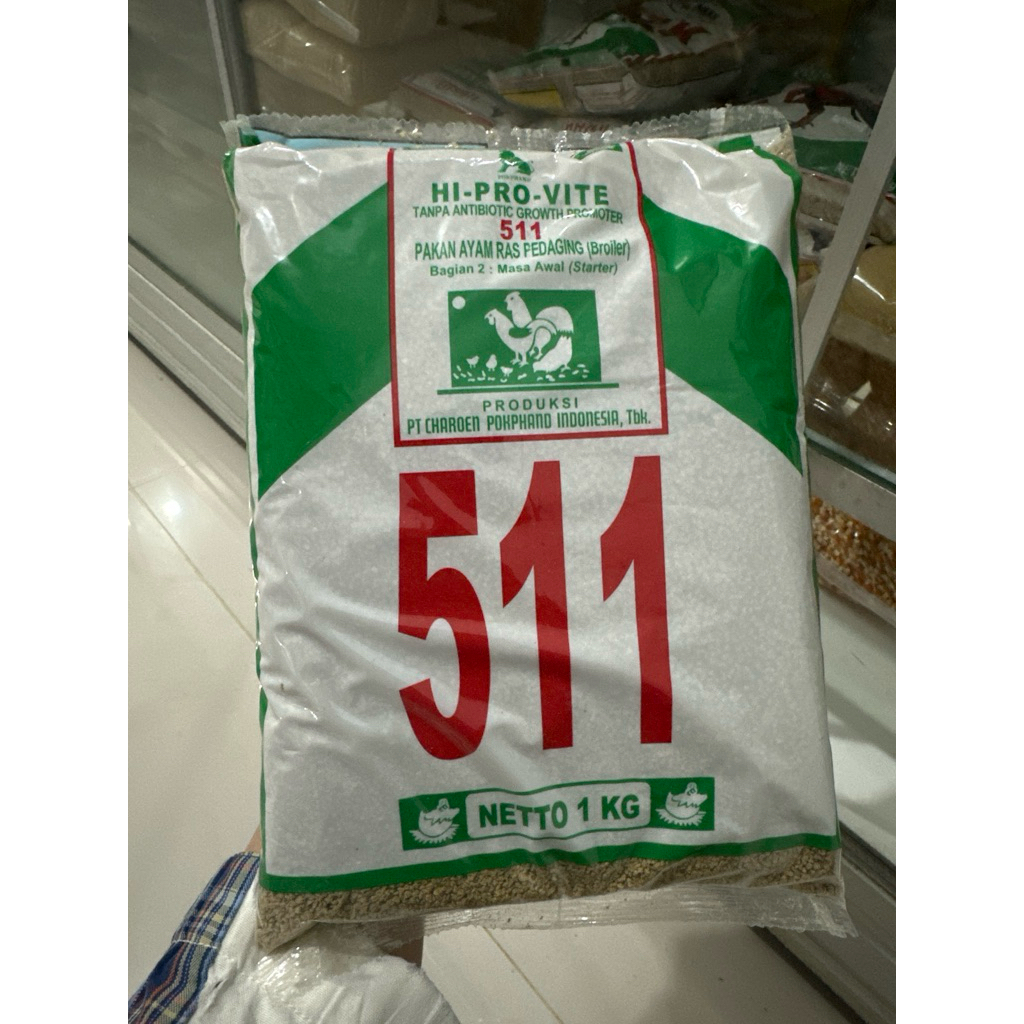 HI-PRO-VITE
TANPA ANTIBIOTIC GROWTH PROMOTER
511
PAKAN AYAM RAS PEDAGING (Broiler)
Bagian 2 : Masa Awal (Starter)
PRODUKSI
PT CHAROEN POKPHAND INDONESIA, Tbk.
511
NETTO 1 KG